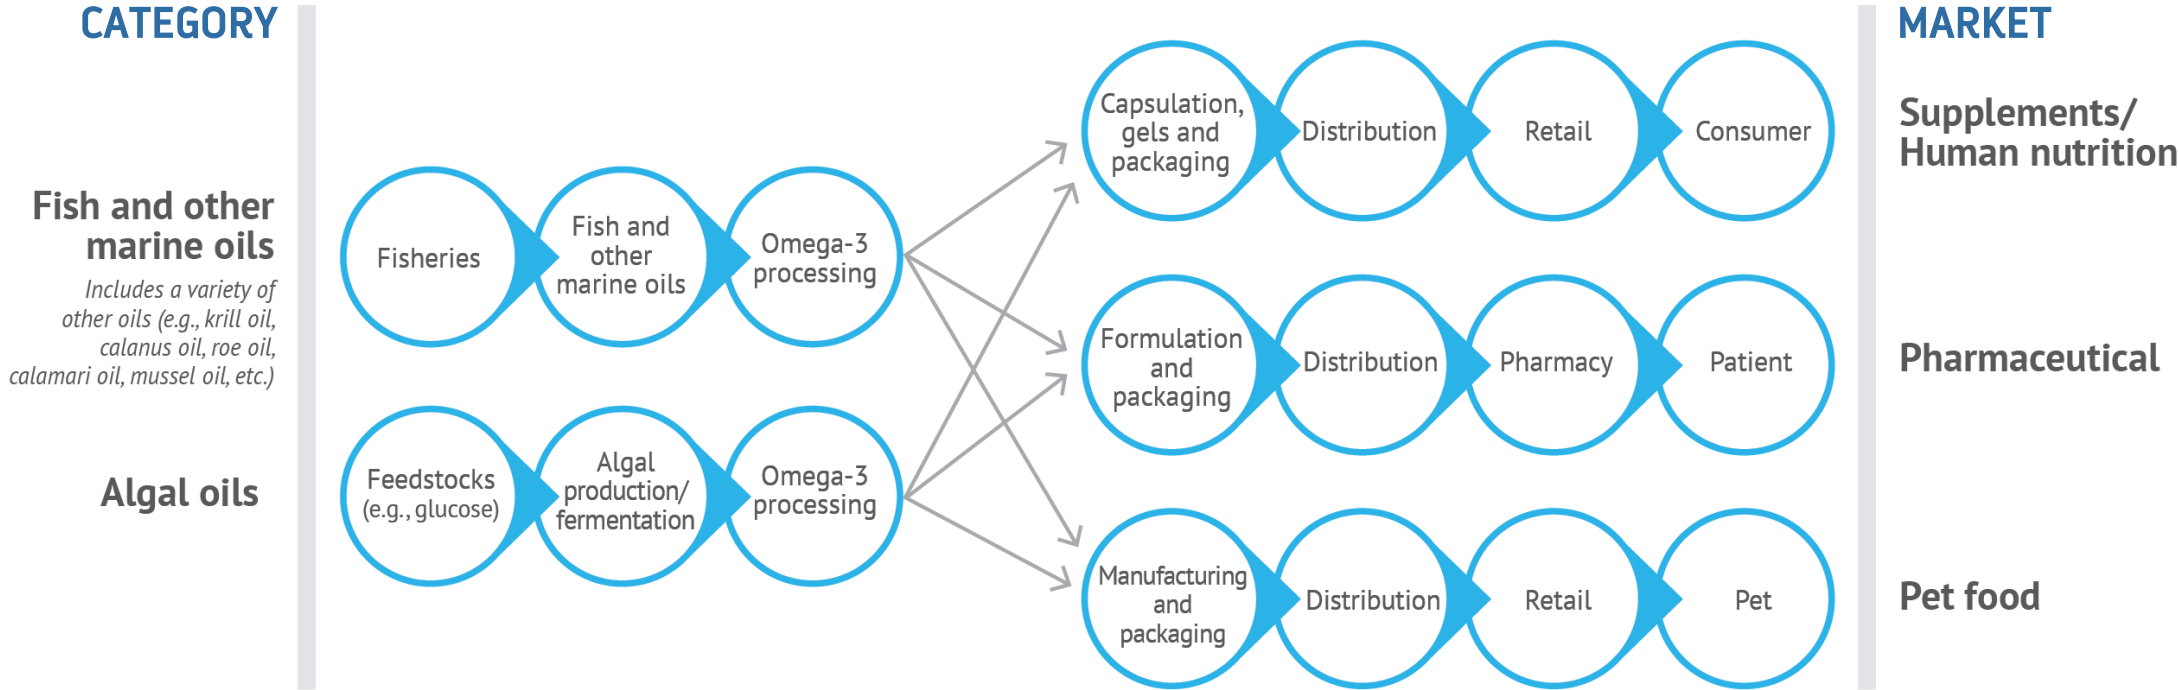 CATEGORY
Fish and other
marine oils
Includes a variety of
other oils (e.g., krill oil,
calanus oil, roe oil,
calamari oil, mussel oil, etc.)
Algal oils
Fisheries
Fish and
other
marine oils
Omega-3
processing
Feedstocks
(e.g., glucose)
Algal
production/
fermentation
Omega-3
processing
Capsulation,
gels and
packaging
Distribution
Retail
Consumer
Formulation
and
packaging
Distribution
Pharmacy
Patient
Manufacturing
and
packaging
Distribution
Retail
Pet
MARKET
Supplements/
Human nutrition
Pharmaceutical
Pet food